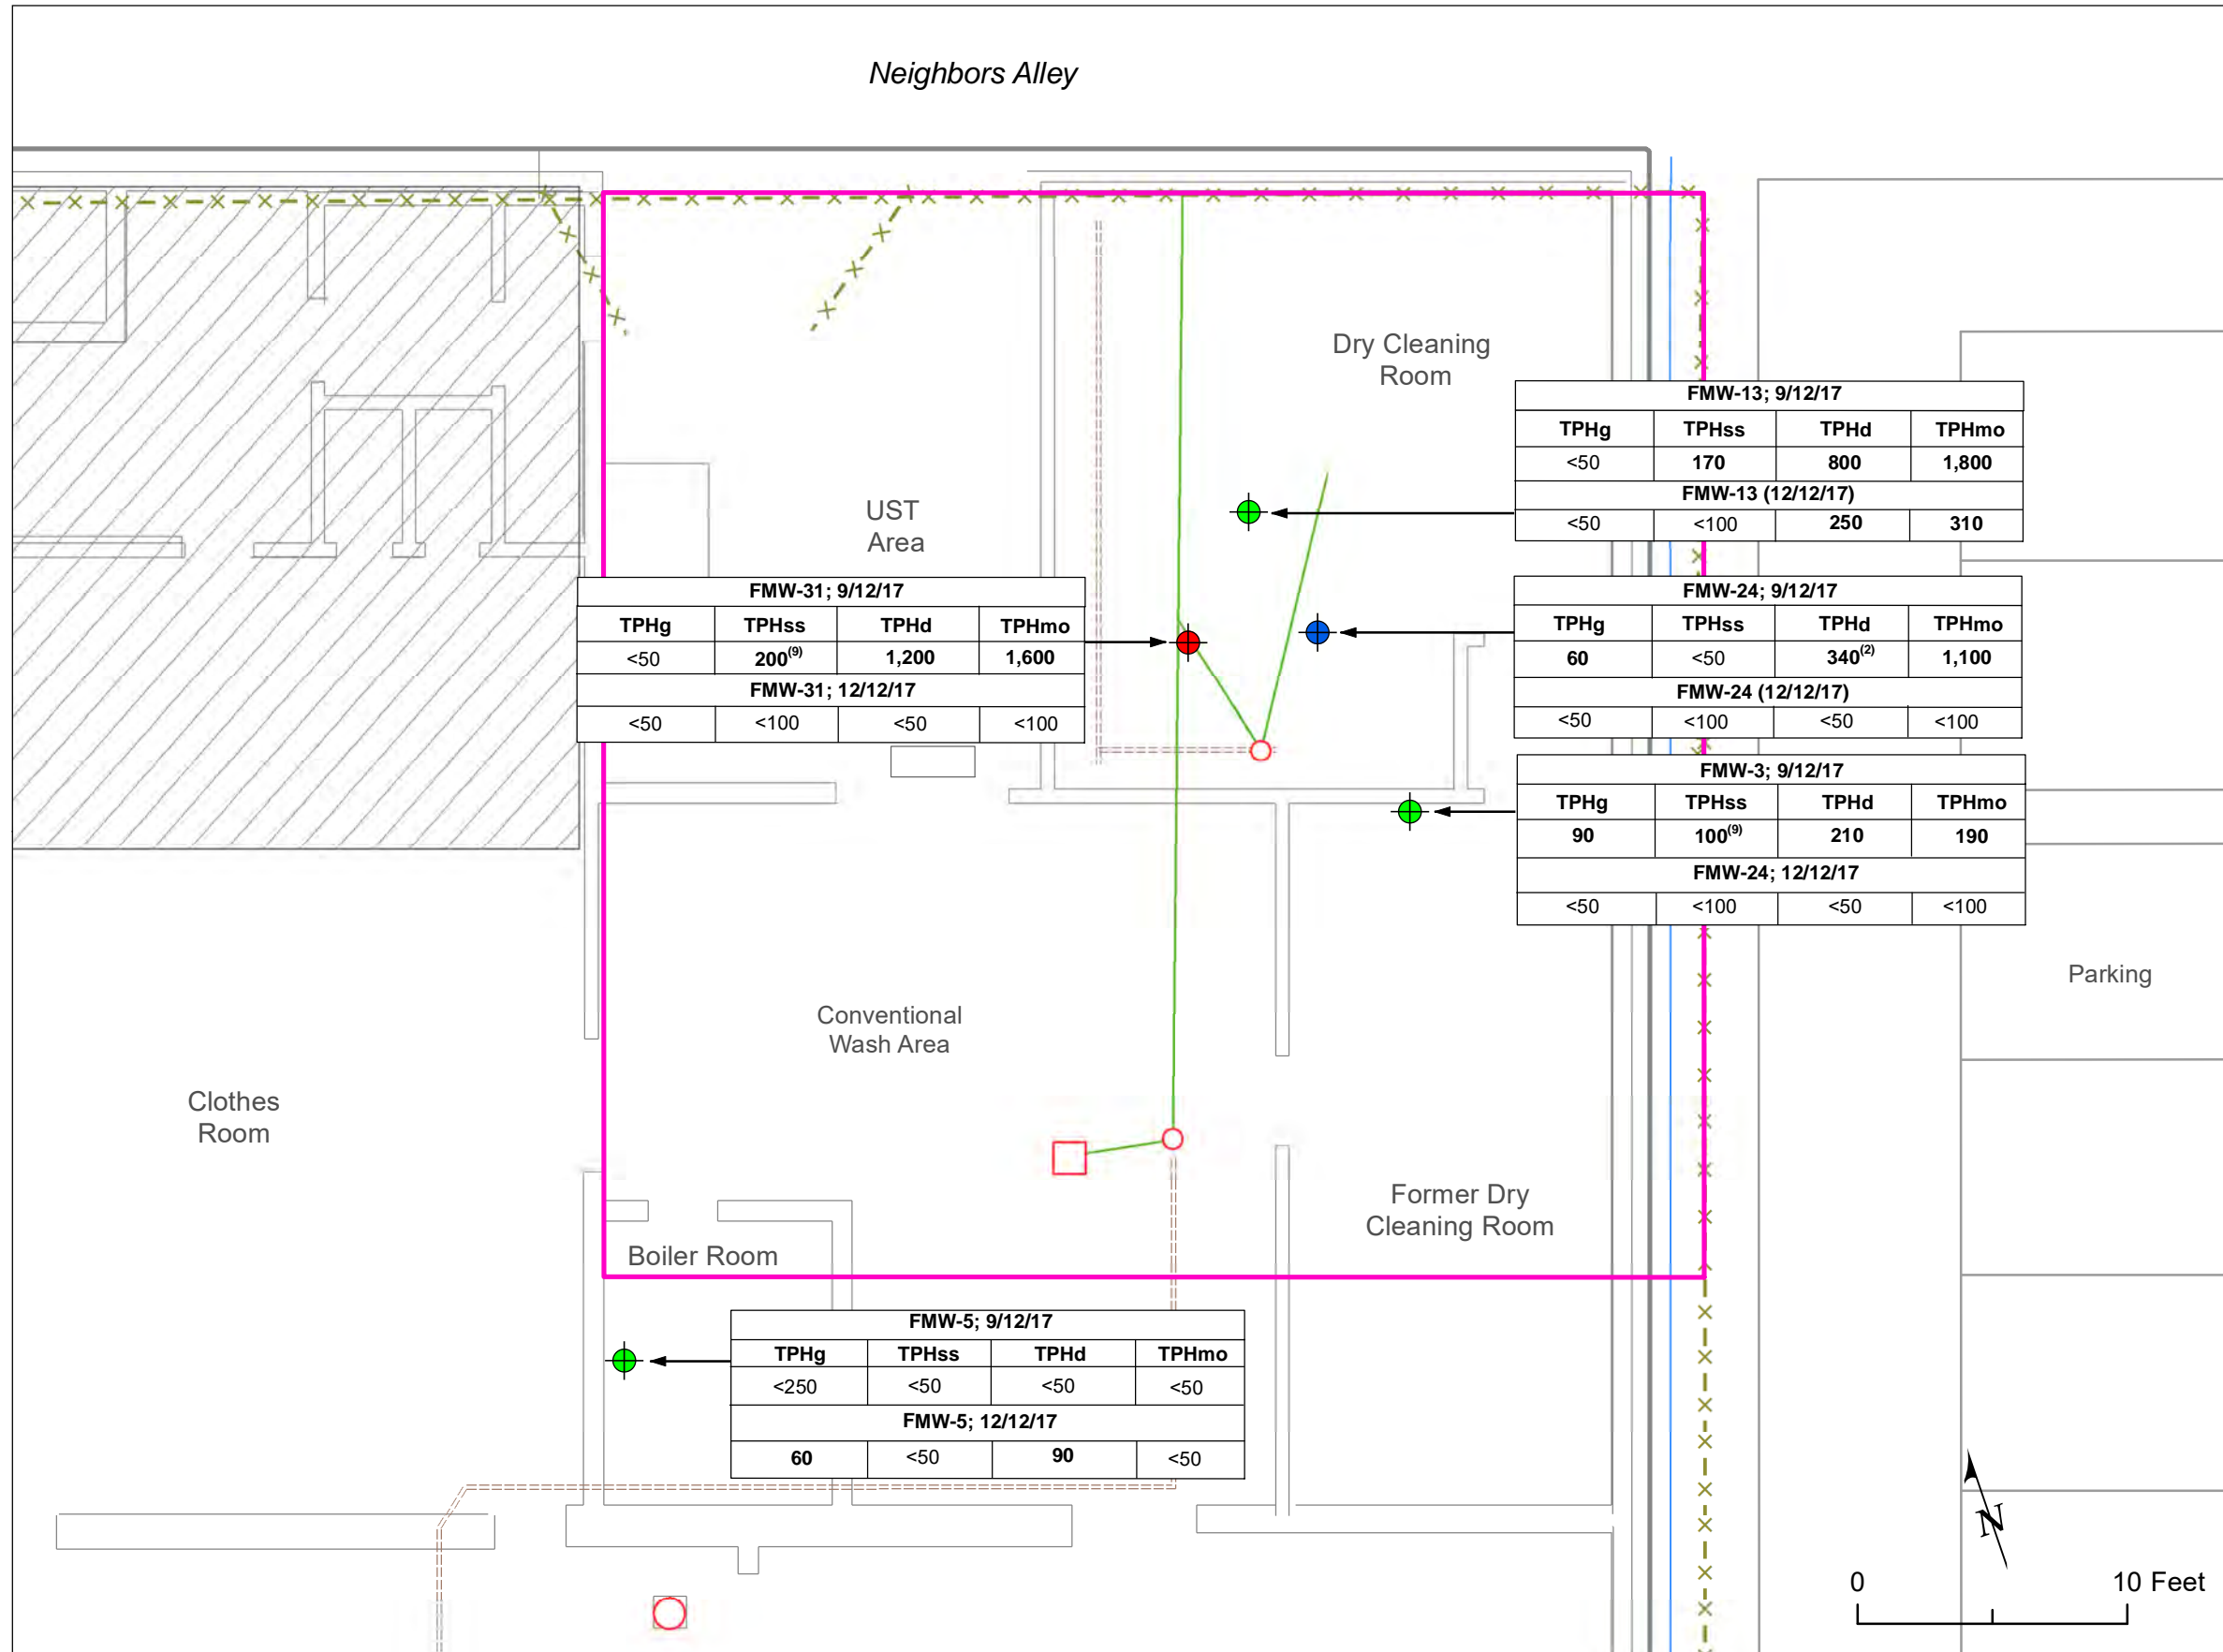 Neighbors Alley
Dry Cleaning
Room
FMW-13; 9/12/17
TPHg TPHss TPHd TPHmo
<50 170 800 1,800
FMW-13 (12/12/17)
<50 <100 250 310
UST
Area
FMW-31; 9/12/17
TPHg TPHss TPHd TPHmo
<50 200(9) 1,200 1,600
FMW-31; 12/12/17
<50 <100 <50 <100
FMW-24; 9/12/17
TPHg TPHss TPHd TPHmo
60 <50 340(2) 1,100
FMW-24 (12/12/17)
<50 <100 <50 <100
FMW-3; 9/12/17
TPHg TPHss TPHd TPHmo
90 100(9) 210 190
FMW-24; 12/12/17
<50 <100 <50 <100
Parking
Conventional
Wash Area
Clothes
Room
Former Dry
Cleaning Room
Boiler Room
FMW-5; 9/12/17
TPHg TPHss TPHd TPHmo
<250 <50 <50 <50
FMW-5; 12/12/17
60 <50 90 <50
N
0 10 Feet